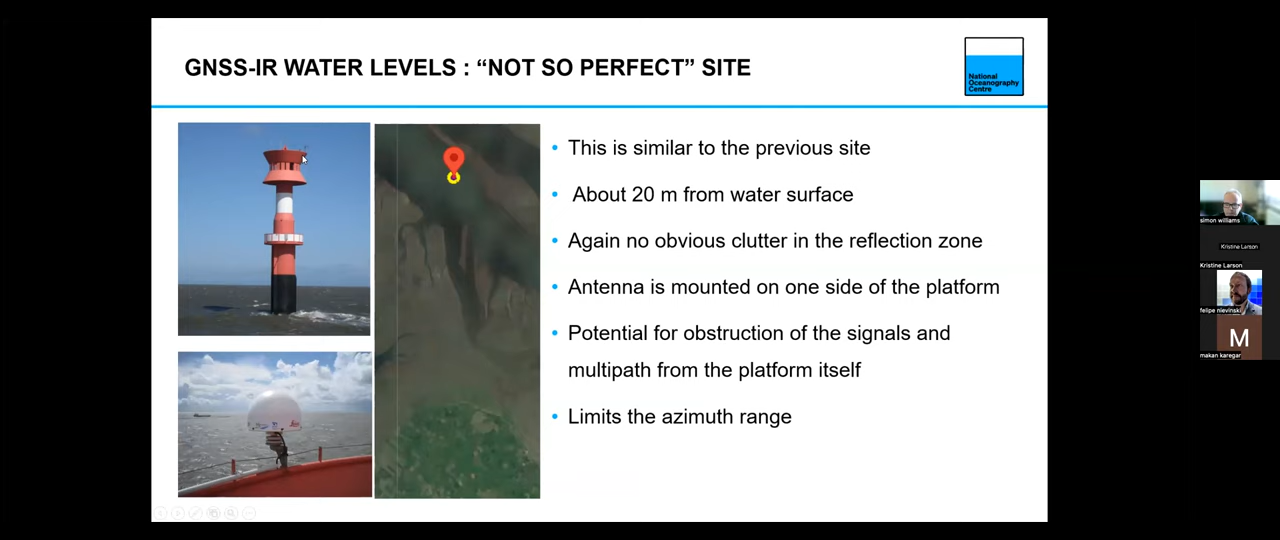 GNSS-IR WATER LEVELS : “NOT SO PERFECT” SITE
National
Oceanography
Centre
• This is similar to the previous site
• About 20 m from water surface
• Again no obvious clutter in the reflection zone
• Antenna is mounted on one side of the platform
• Potential for obstruction of the signals and
multipath from the platform itself
• Limits the azimuth range
simon williams
Kristine Larson
Kristine Larson
felipe nievinski
M
makan karegar